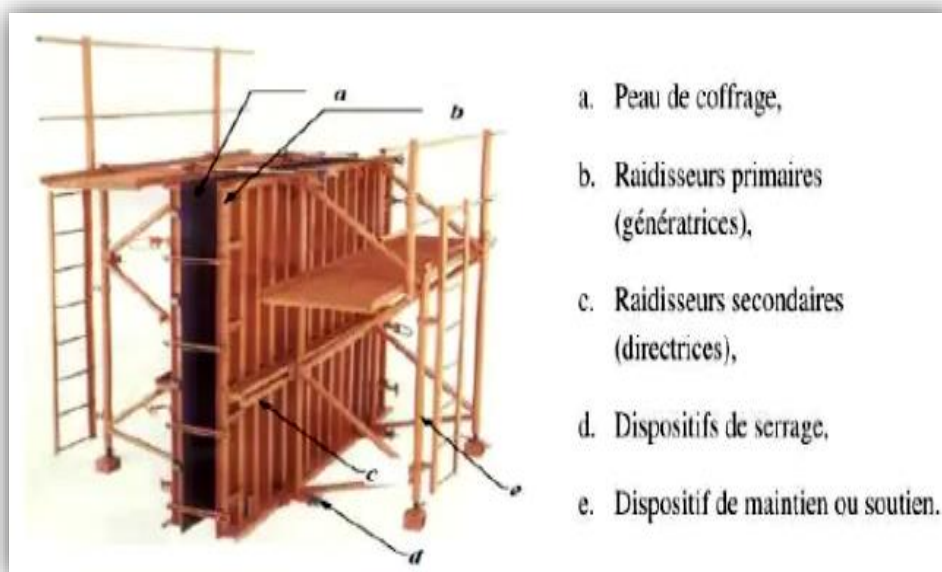 a
b
c
e
d
a. Peau de coffrage,
b. Raidisseurs primaires
(génératrices),
c. Raidisseurs secondaires
(directrices),
d. Dispositifs de serrage,
e. Dispositif de maintien ou soutien.